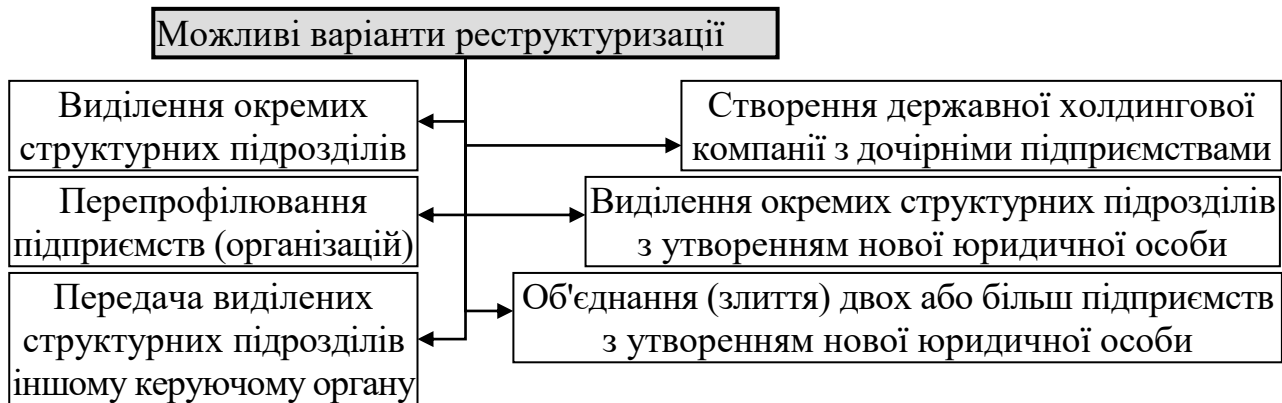 Можливі варіанти реструктуризації
Виділення окремих
структурних підрозділів
Перепрофілювання
підприємств (організацій)
Передача виділених
структурних підрозділів
іншому керуючому органу
Створення державної холдингової
компанії з дочірніми підприємствами
Виділення окремих структурних підрозділів
з утворенням нової юридичної особи
Об'єднання (злиття) двох або більш підприємств
з утворенням нової юридичної особи